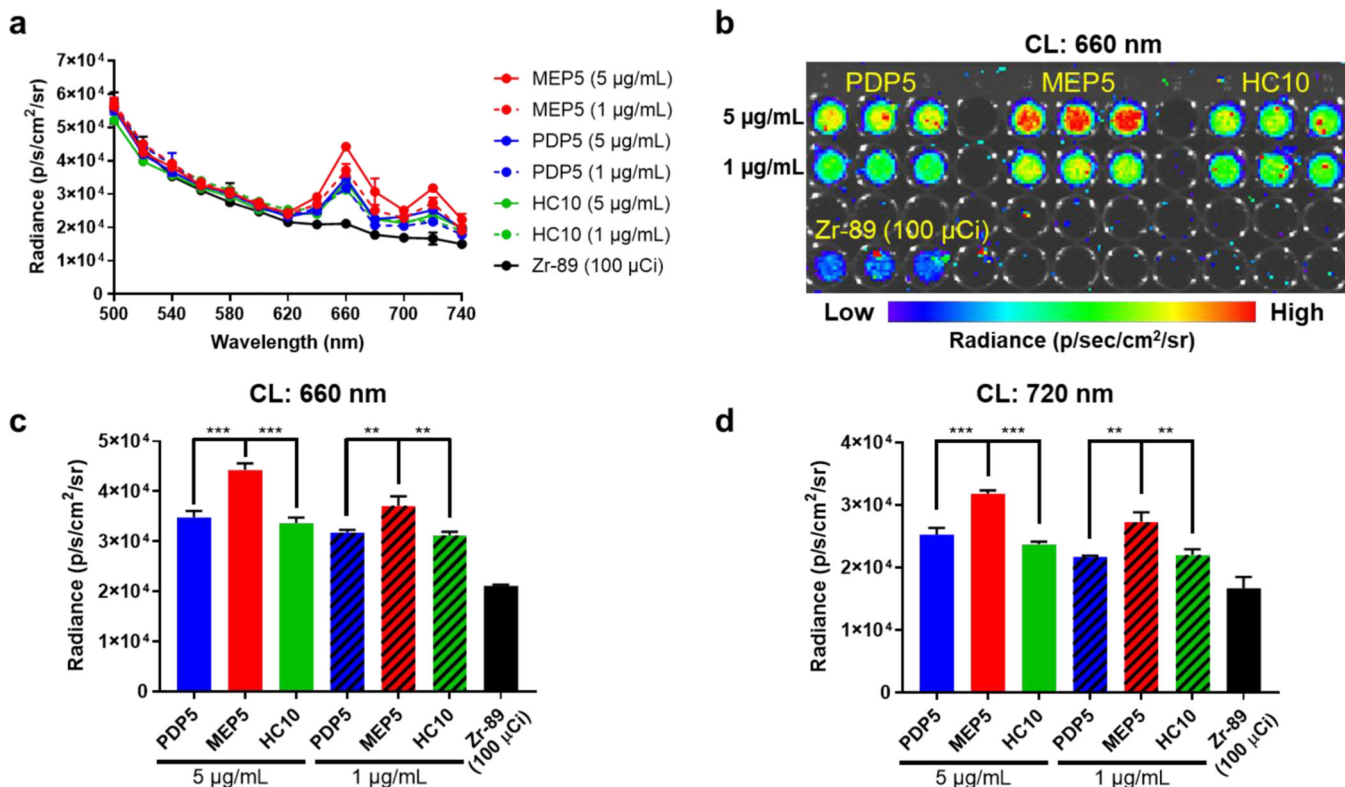 a
7×10⁴
6×10⁴
5×10⁴
4×10⁴
3×10⁴
2×10⁴
1×10⁴
0
Radiance (p/s/cm²/sr)
500 540 580 620 660 700 740
Wavelength (nm)
MEP5 (5 µg/mL)
MEP5 (1 µg/mL)
PDP5 (5 µg/mL)
PDP5 (1 µg/mL)
HC10 (5 µg/mL)
HC10 (1 µg/mL)
Zr-89 (100 µCi)
b
CL: 660 nm
PDP5 MEP5 HC10
5 µg/mL
1 µg/mL
Zr-89 (100 µCi)
Low High
Radiance (p/sec/cm²/sr)
c
CL: 660 nm
5×10⁴
4×10⁴
3×10⁴
2×10⁴
1×10⁴
0
Radiance (p/s/cm²/sr)
*** *** ** **
PDP5 MEP5 HC10 PDP5 MEP5 HC10 Zr-89
(100 µCi)
5 µg/mL 1 µg/mL
d
CL: 720 nm
4×10⁴
3×10⁴
2×10⁴
1×10⁴
0
Radiance (p/s/cm²/sr)
*** *** ** **
PDP5 MEP5 HC10 PDP5 MEP5 HC10 Zr-89
(100 µCi)
5 µg/mL 1 µg/mL